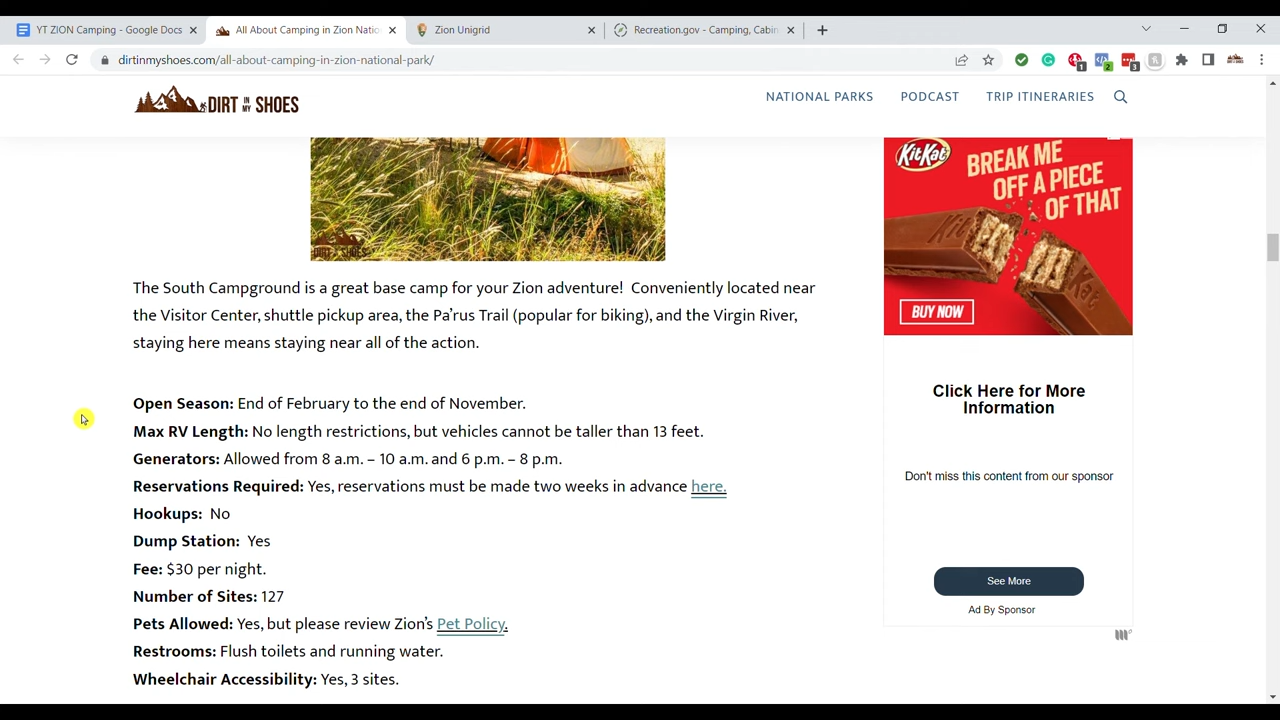 YT ZION Camping - Google Docs
All About Camping in Zion Natio
Zion Unigrid
Recreation.gov - Camping, Cabin
dirtinmyshoes.com/all-about-camping-in-zion-national-park/
1
2
3
DIRT IN MY SHOES
NATIONAL PARKS
PODCAST
TRIP ITINERARIES
KitKat
BREAK ME
OFF A PIECE
OF THAT
BUY NOW
DIRT IN MY SHOES
The South Campground is a great base camp for your Zion adventure! Conveniently located near
the Visitor Center, shuttle pickup area, the Pa’rus Trail (popular for biking), and the Virgin River,
staying here means staying near all of the action.
Click Here for More
Information
Open Season: End of February to the end of November.
Max RV Length: No length restrictions, but vehicles cannot be taller than 13 feet.
Generators: Allowed from 8 a.m. – 10 a.m. and 6 p.m. – 8 p.m.
Don't miss this content from our sponsor
Reservations Required: Yes, reservations must be made two weeks in advance here.
Hookups: No
Dump Station: Yes
Fee: $30 per night.
See More
Number of Sites: 127
Ad By Sponsor
Pets Allowed: Yes, but please review Zion’s Pet Policy.
Restrooms: Flush toilets and running water.
Wheelchair Accessibility: Yes, 3 sites.